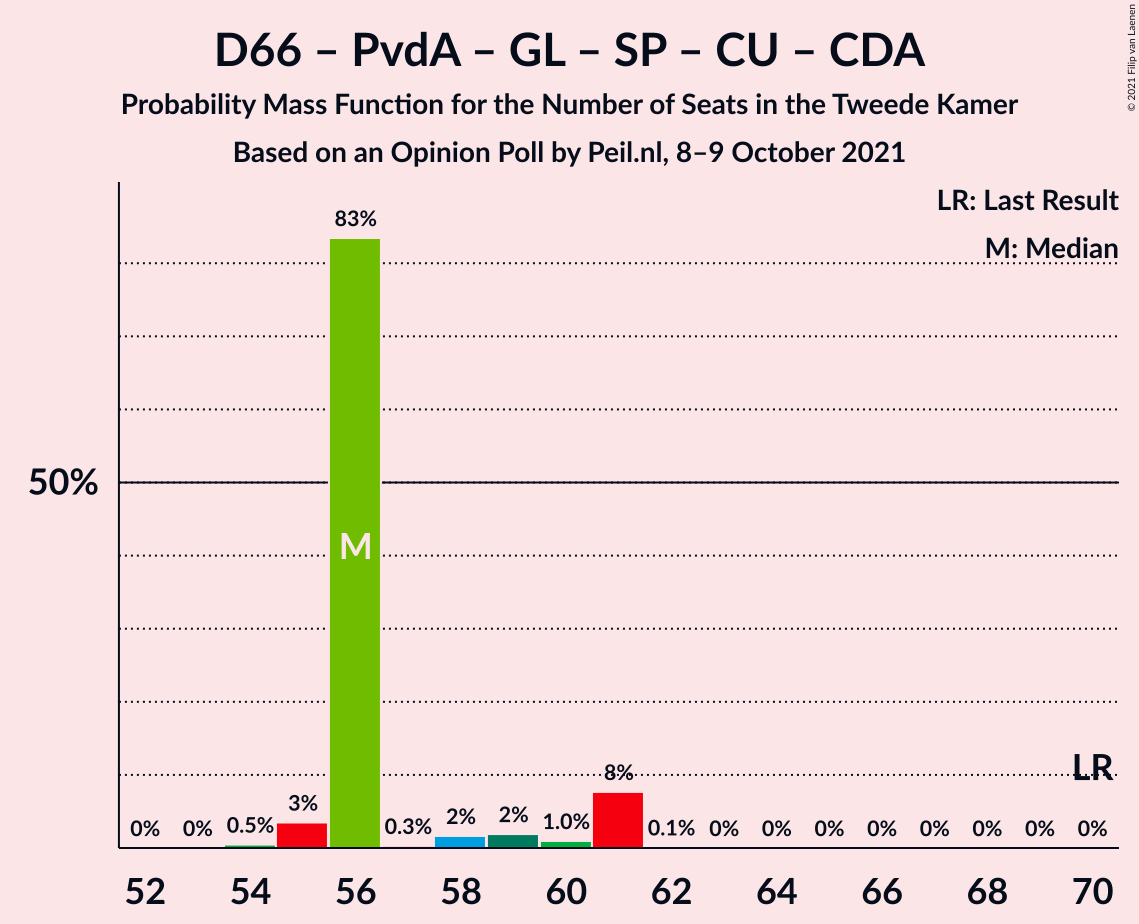 D66 – PvdA – GL – SP – CU – CDA
Probability Mass Function for the Number of Seats in the Tweede Kamer
Based on an Opinion Poll by Peil.nl, 8–9 October 2021
© 2021 Filip van Laenen
LR: Last Result
M: Median
50%
0%
0%
0.5%
3%
83%
0.3%
2%
2%
1.0%
8%
0.1%
0%
0%
0%
0%
0%
0%
0%
0%
M
LR
52 54 56 58 60 62 64 66 68 70